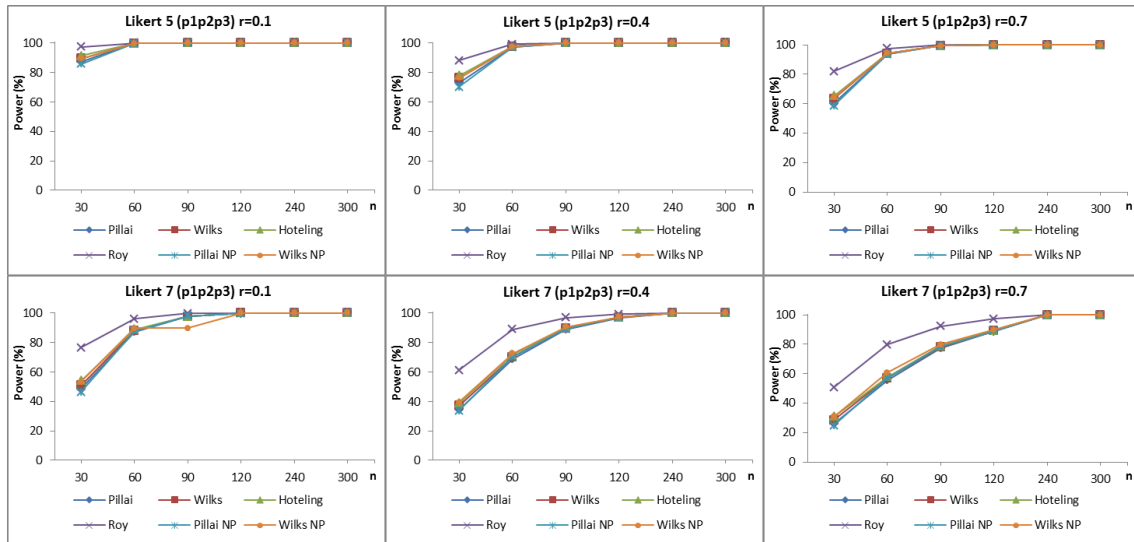 Likert 5 (p1p2p3) r=0.1
Power (%)
100
80
60
40
20
0
30 60 90 120 240 300 n
Pillai Wilks Hoteling
Roy Pillai NP Wilks NP
Likert 5 (p1p2p3) r=0.4
Power (%)
100
80
60
40
20
0
30 60 90 120 240 300 n
Pillai Wilks Hoteling
Roy Pillai NP Wilks NP
Likert 5 (p1p2p3) r=0.7
Power (%)
100
80
60
40
20
0
30 60 90 120 240 300 n
Pillai Wilks Hoteling
Roy Pillai NP Wilks NP
Likert 7 (p1p2p3) r=0.1
Power (%)
100
80
60
40
20
0
30 60 90 120 240 300 n
Pillai Wilks Hoteling
Roy Pillai NP Wilks NP
Likert 7 (p1p2p3) r=0.4
Power (%)
100
80
60
40
20
0
30 60 90 120 240 300 n
Pillai Wilks Hoteling
Roy Pillai NP Wilks NP
Likert 7 (p1p2p3) r=0.7
Power (%)
100
80
60
40
20
0
30 60 90 120 240 300 n
Pillai Wilks Hoteling
Roy Pillai NP Wilks NP